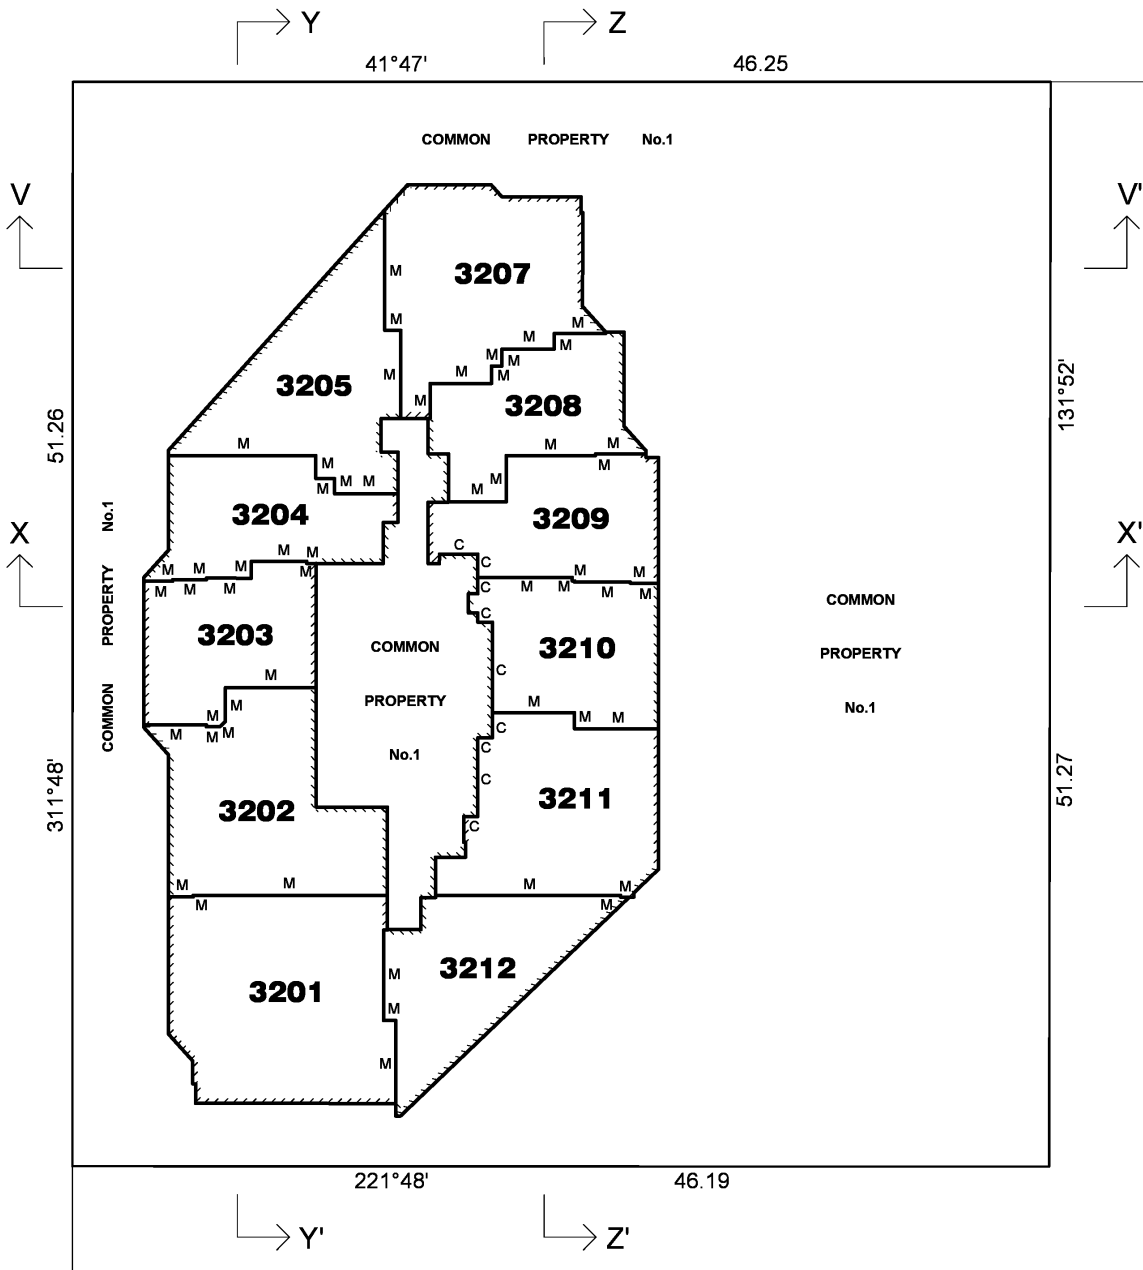 Y
Z
41°47'
46.25
COMMON PROPERTY No.1
V
V'
M
3207
M
M
M
M
M
M
M
131°52'
M
M
3205
M
3208
51.26
M
M
M
M
M
M
M
M
M
M
M
COMMON PROPERTY No.1
3204
3209
X
X'
C
M
M
M
M
M
M
C
M
M
M
M
M
C
M
M
M
M
COMMON
C
3203
COMMON
3210
PROPERTY
C
M
PROPERTY
M
No.1
M
M
M
M
C
M
M
M
No.1
C
311°48'
C
51.27
3202
3211
C
M
M
M
M
M
M
3212
M
3201
M
M
221°48'
46.19
Y'
Z'